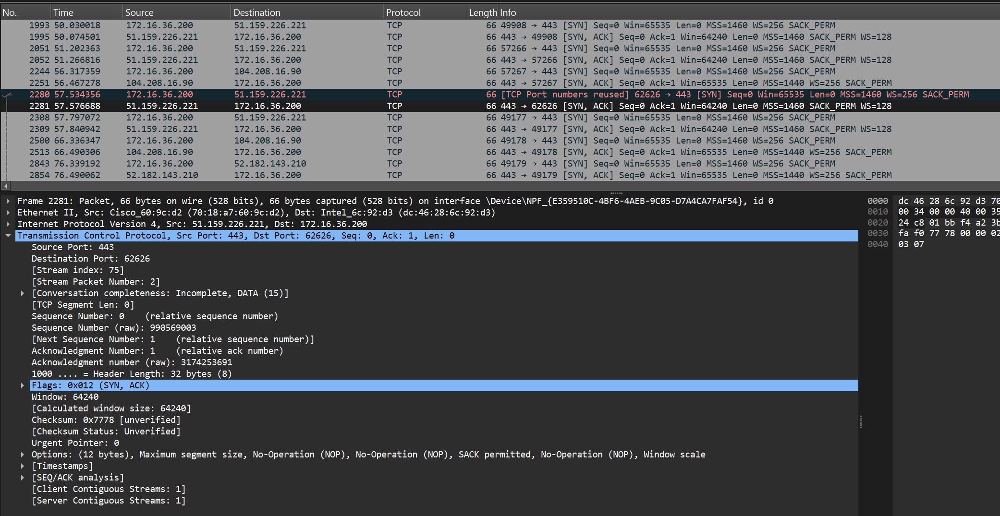 No. Time Source Destination Protocol Length Info
1993 50.030018 172.16.36.200 51.159.226.221 TCP 66 49908 → 443 [SYN] Seq=0 Win=65535 Len=0 MSS=1460 WS=256 SACK_PERM
1995 50.074501 51.159.226.221 172.16.36.200 TCP 66 443 → 49908 [SYN, ACK] Seq=0 Ack=1 Win=64240 Len=0 MSS=1460 SACK_PERM WS=128
2051 51.202363 172.16.36.200 51.159.226.221 TCP 66 57266 → 443 [SYN] Seq=0 Win=65535 Len=0 MSS=1460 WS=256 SACK_PERM
2052 51.266816 51.159.226.221 172.16.36.200 TCP 66 443 → 57266 [SYN, ACK] Seq=0 Ack=1 Win=64240 Len=0 MSS=1460 SACK_PERM WS=128
2244 56.317359 172.16.36.200 104.208.16.90 TCP 66 57267 → 443 [SYN] Seq=0 Win=65535 Len=0 MSS=1460 WS=256 SACK_PERM
2251 56.467278 104.208.16.90 172.16.36.200 TCP 66 443 → 57267 [SYN, ACK] Seq=0 Ack=1 Win=65535 Len=0 MSS=1440 WS=256 SACK_PERM
2280 57.534356 172.16.36.200 51.159.226.221 TCP 66 [TCP Port numbers reused] 62626 → 443 [SYN] Seq=0 Win=65535 Len=0 MSS=1460 WS=256 SACK_PERM
2281 57.576688 51.159.226.221 172.16.36.200 TCP 66 443 → 62626 [SYN, ACK] Seq=0 Ack=1 Win=64240 Len=0 MSS=1460 SACK_PERM WS=128
2308 57.797072 172.16.36.200 51.159.226.221 TCP 66 49177 → 443 [SYN] Seq=0 Win=65535 Len=0 MSS=1460 WS=256 SACK_PERM
2309 57.840942 51.159.226.221 172.16.36.200 TCP 66 443 → 49177 [SYN, ACK] Seq=0 Ack=1 Win=64240 Len=0 MSS=1460 SACK_PERM WS=128
2500 66.336347 172.16.36.200 104.208.16.90 TCP 66 49178 → 443 [SYN] Seq=0 Win=65535 Len=0 MSS=1460 WS=256 SACK_PERM
2513 66.490306 104.208.16.90 172.16.36.200 TCP 66 443 → 49178 [SYN, ACK] Seq=0 Ack=1 Win=65535 Len=0 MSS=1440 WS=256 SACK_PERM
2843 76.339192 172.16.36.200 52.182.143.210 TCP 66 49179 → 443 [SYN] Seq=0 Win=65535 Len=0 MSS=1460 WS=256 SACK_PERM
2854 76.490062 52.182.143.210 172.16.36.200 TCP 66 443 → 49179 [SYN, ACK] Seq=0 Ack=1 Win=65535 Len=0 MSS=1440 WS=256 SACK_PERM
Frame 2281: Packet, 66 bytes on wire (528 bits), 66 bytes captured (528 bits) on interface \Device\NPF_{E359510C-4BF6-4AEB-9C05-D7A4CA7FAF54}, id 0
Ethernet II, Src: Cisco_60:9c:d2 (70:18:a7:60:9c:d2), Dst: Intel_6c:92:d3 (dc:46:28:6c:92:d3)
Internet Protocol Version 4, Src: 51.159.226.221, Dst: 172.16.36.200
Transmission Control Protocol, Src Port: 443, Dst Port: 62626, Seq: 0, Ack: 1, Len: 0
Source Port: 443
Destination Port: 62626
[Stream index: 75]
[Stream Packet Number: 2]
[Conversation completeness: Incomplete, DATA (15)]
[TCP Segment Len: 0]
Sequence Number: 0 (relative sequence number)
Sequence Number (raw): 990569003
[Next Sequence Number: 1 (relative sequence number)]
Acknowledgment Number: 1 (relative ack number)
Acknowledgment number (raw): 3174253691
1000 .... = Header Length: 32 bytes (8)
Flags: 0x012 (SYN, ACK)
Window: 64240
[Calculated window size: 64240]
Checksum: 0x7778 [unverified]
[Checksum Status: Unverified]
Urgent Pointer: 0
Options: (12 bytes), Maximum segment size, No-Operation (NOP), No-Operation (NOP), SACK permitted, No-Operation (NOP), Window scale
[Timestamps]
[SEQ/ACK analysis]
[Client Contiguous Streams: 1]
[Server Contiguous Streams: 1]
0000 dc 46 28 6c 92 d3 70
0010 00 34 00 00 40 00 35
0020 24 c8 01 bb f4 a2 3b
0030 fa f0 77 78 00 00 02
0040 03 07